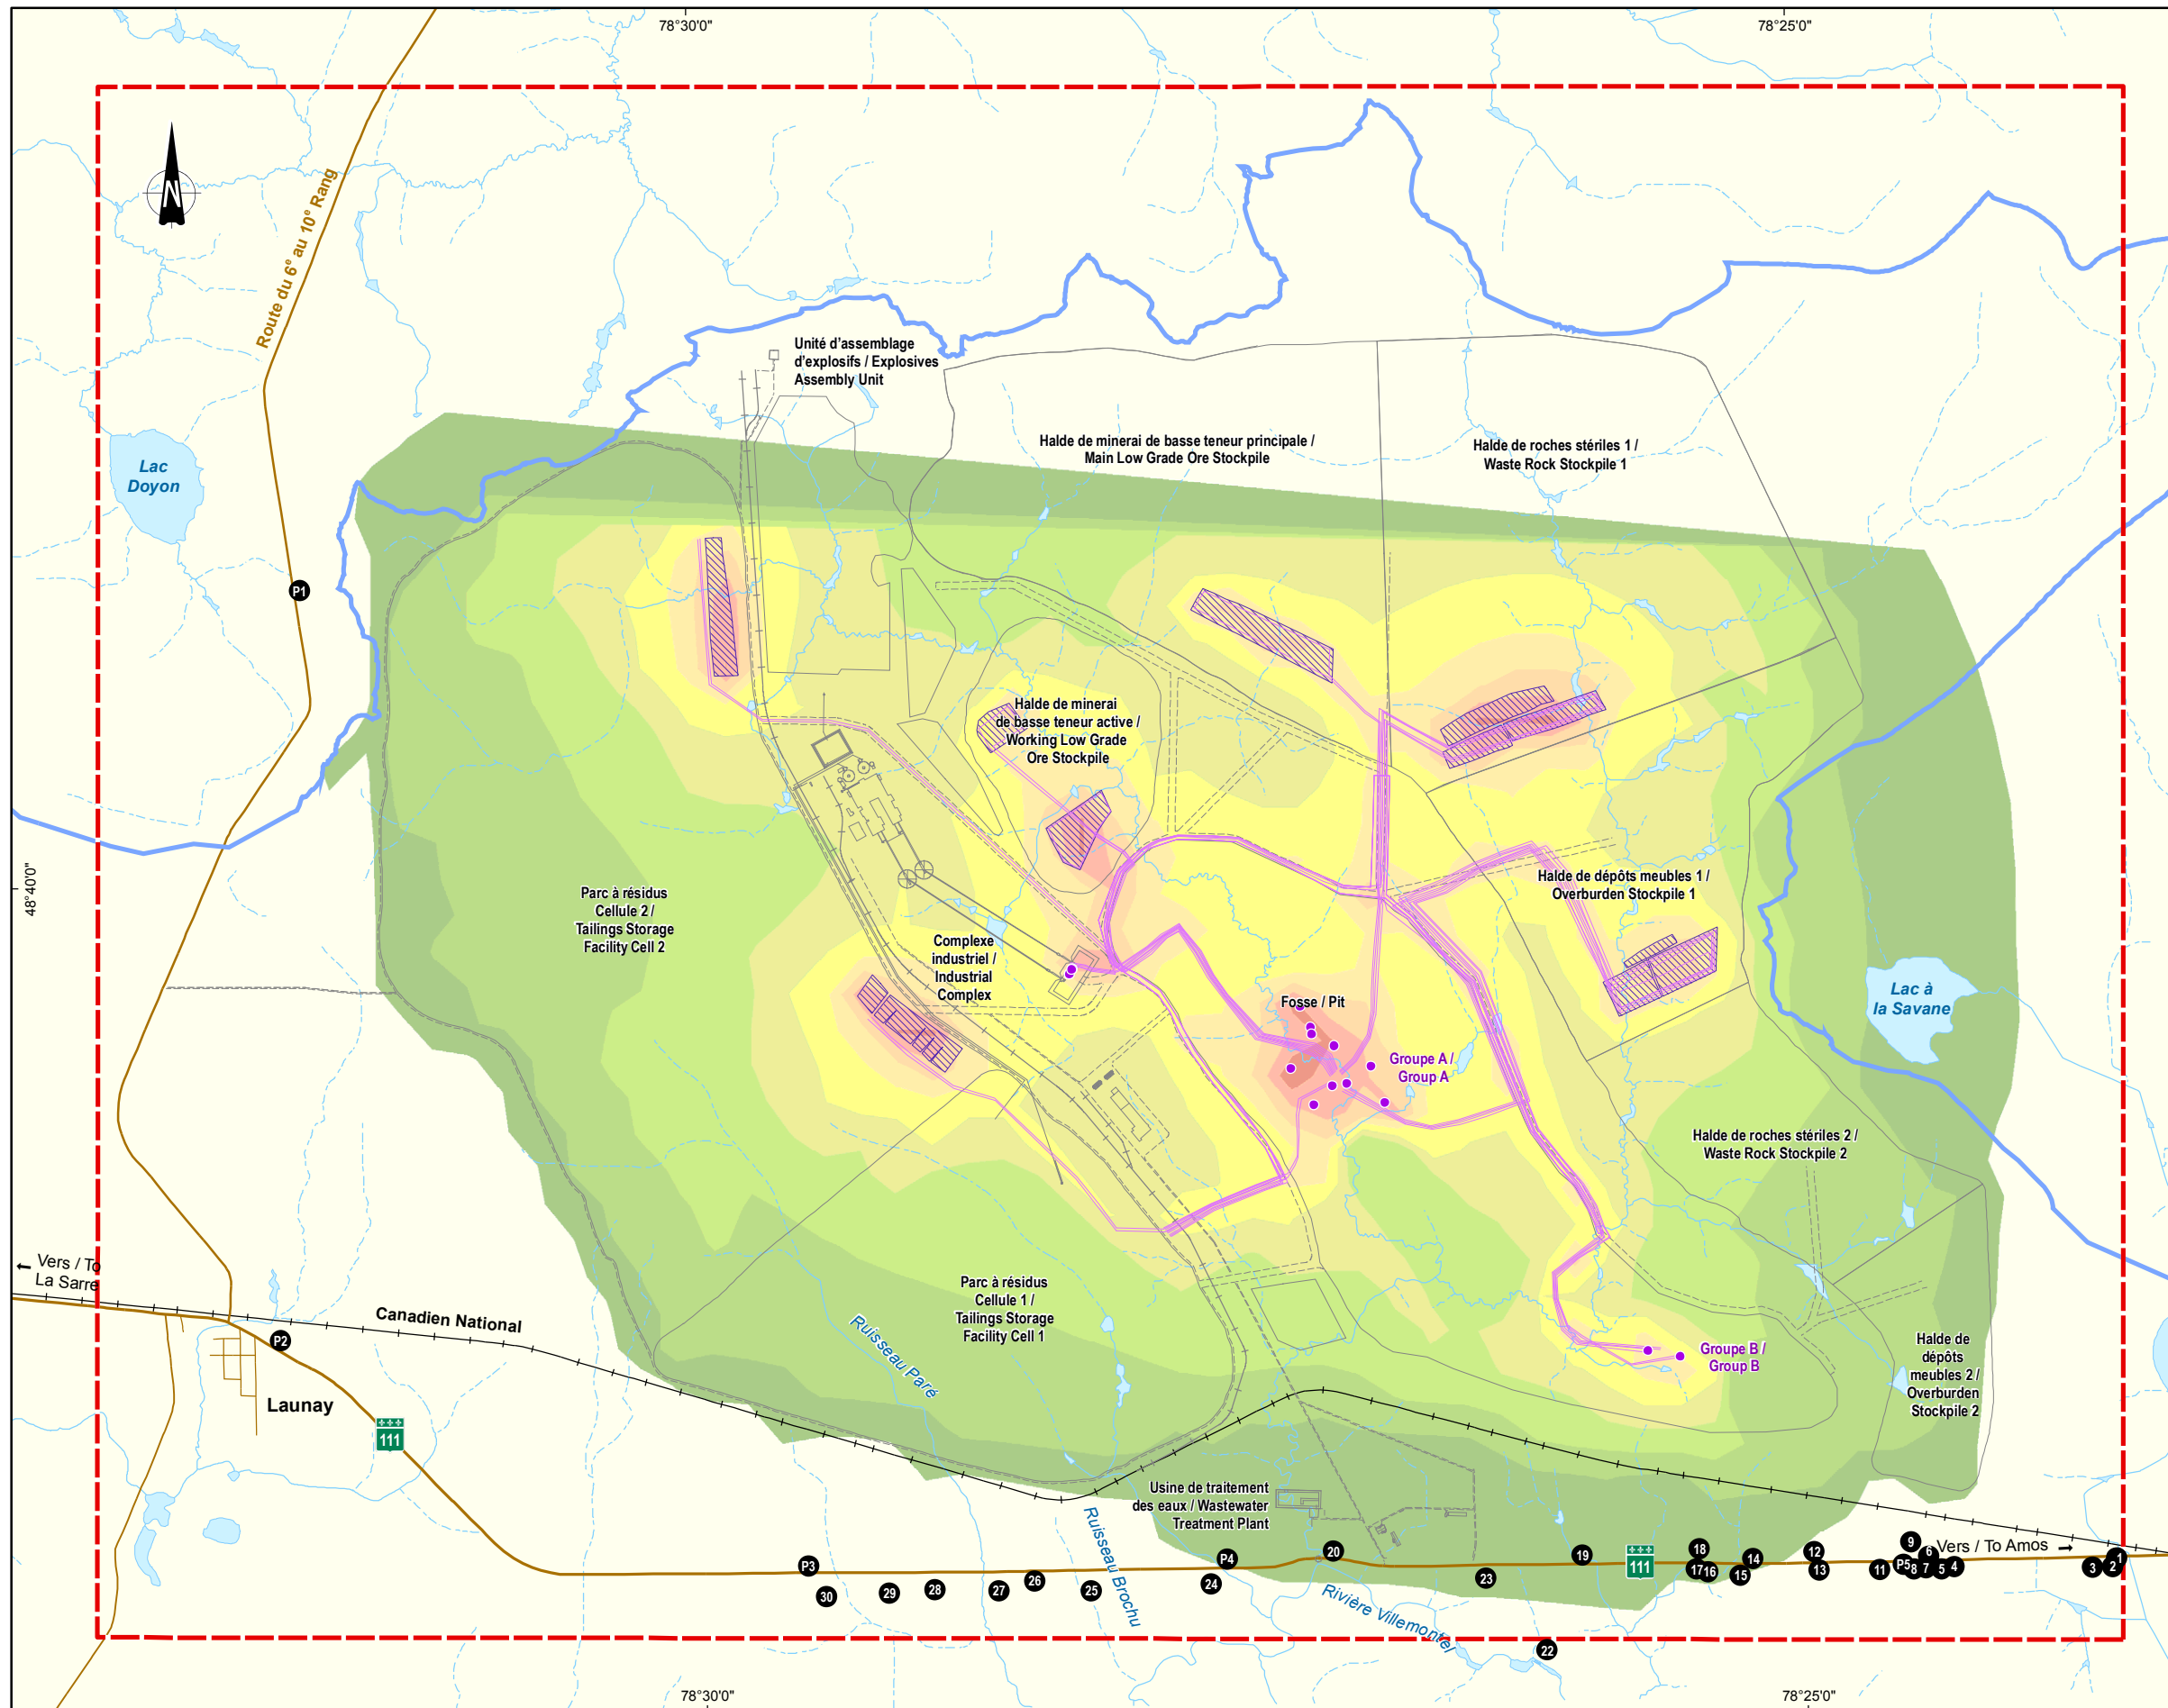 78°30'0"
78°25'0"
N
Route du 6e au 10e Rang
Unité d'assemblage
d'explosifs / Explosives
Assembly Unit
Halde de minerai de basse teneur principale /
Main Low Grade Ore Stockpile
Halde de roches stériles 1 /
Waste Rock Stockpile 1
Lac
Doyon
P1
Halde de minerai
de basse teneur active /
Working Low Grade
Ore Stockpile
48°40'0"
Parc à résidus
Cellule 2 /
Tailings Storage
Facility Cell 2
Halde de dépôts meubles 1 /
Overburden Stockpile 1
Complexe
industriel /
Industrial
Complex
Fosse / Pit
Lac à
la Savane
Groupe A /
Group A
Halde de roches stériles 2 /
Waste Rock Stockpile 2
Vers / To
La Sarre
Canadien National
P2
Launay
111
Parc à résidus
Cellule 1 /
Tailings Storage
Facility Cell 1
Ruisseau Paré
Groupe B /
Group B
Halde de
dépôts
meubles 2 /
Overburden
Stockpile 2
Usine de traitement
des eaux / Wastewater
Treatment Plant
Ruisseau Brochu
Rivière Villemontel
Vers / To Amos
P3
30
29
28
27
26
25
P4
24
20
23
22
19
111
18
17
16
14
15
12
13
11
9
P5
8
6
7
5
4
3
2
1
78°30'0"
78°25'0"